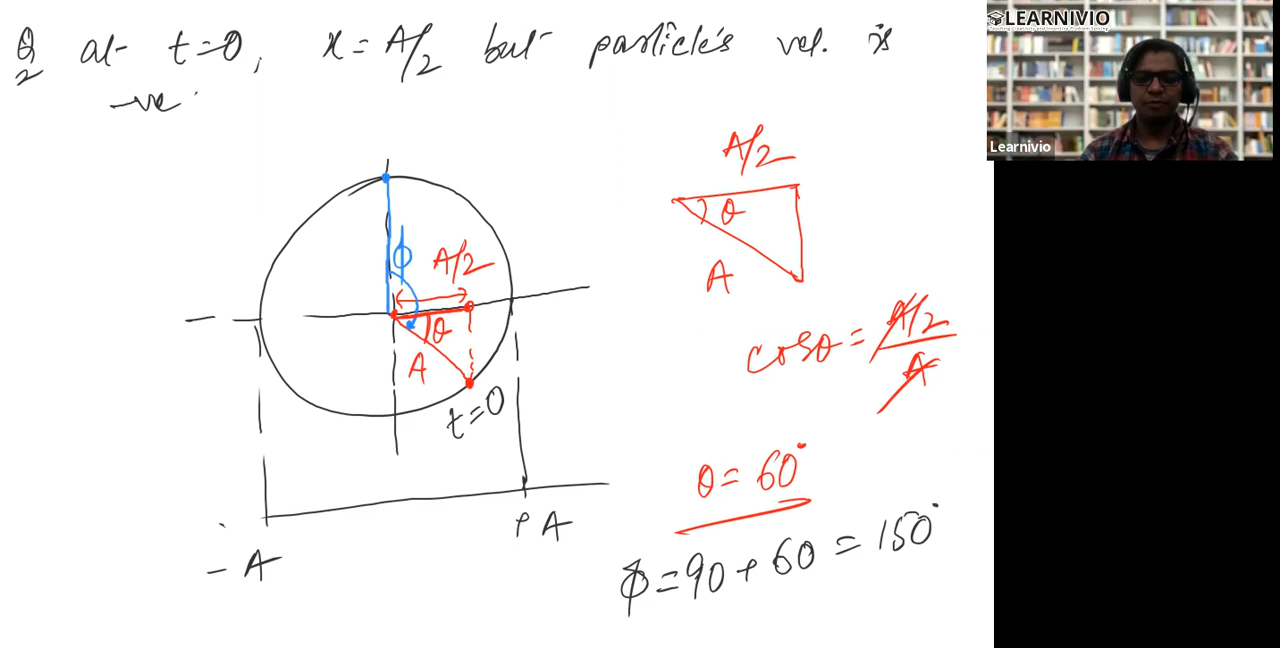 Q2 at t=0, x = A/2 but particle's vel. is
-ve.
LEARNIVIO
Learnivio
A/2
θ
A
ϕ
A/2
θ
A
t=0
cosθ = A/2 / A
θ = 60°
ϕ = 90 + 60 = 150°
-A
+A